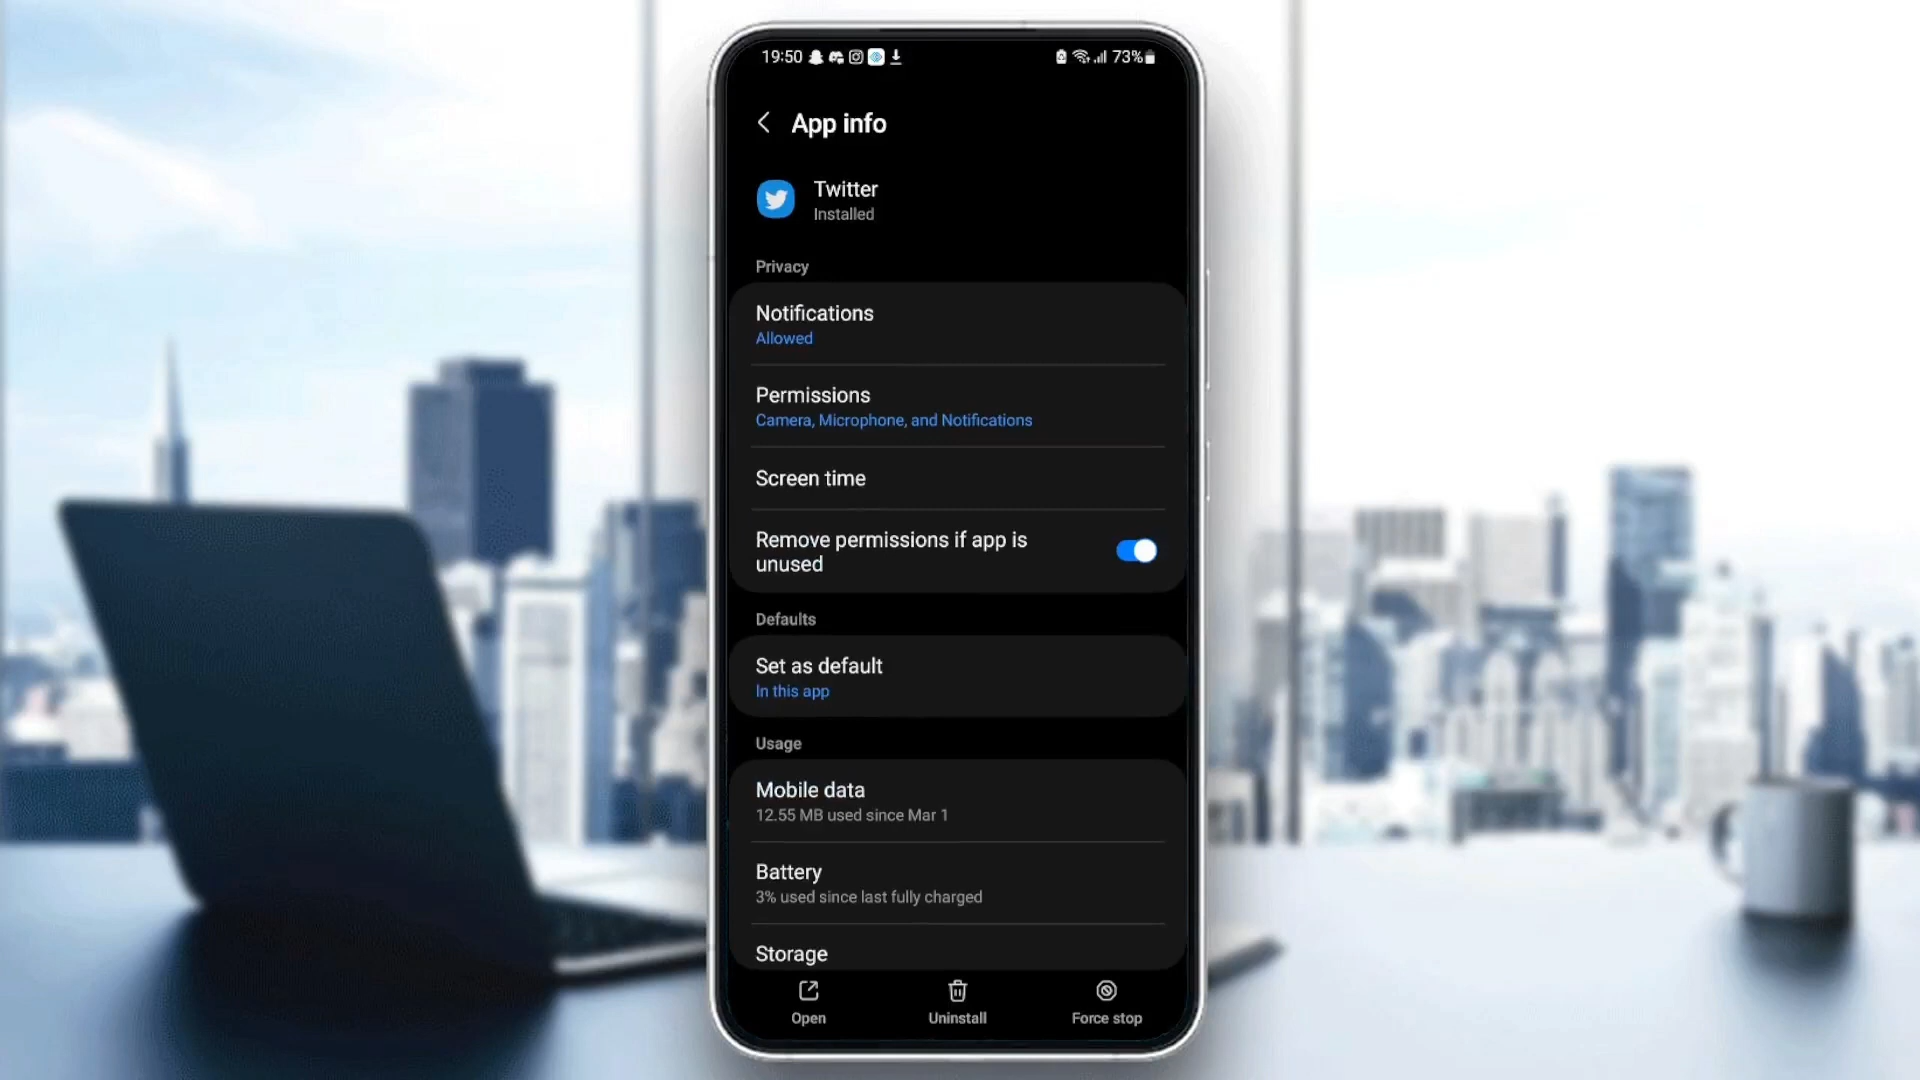 19:50 73%
App info
Twitter
Installed
Privacy
Notifications
Allowed
Permissions
Camera, Microphone, and Notifications
Screen time
Remove permissions if app is
unused
Defaults
Set as default
In this app
Usage
Mobile data
12.55 MB used since Mar 1
Battery
3% used since last fully charged
Storage
Open Uninstall Force stop